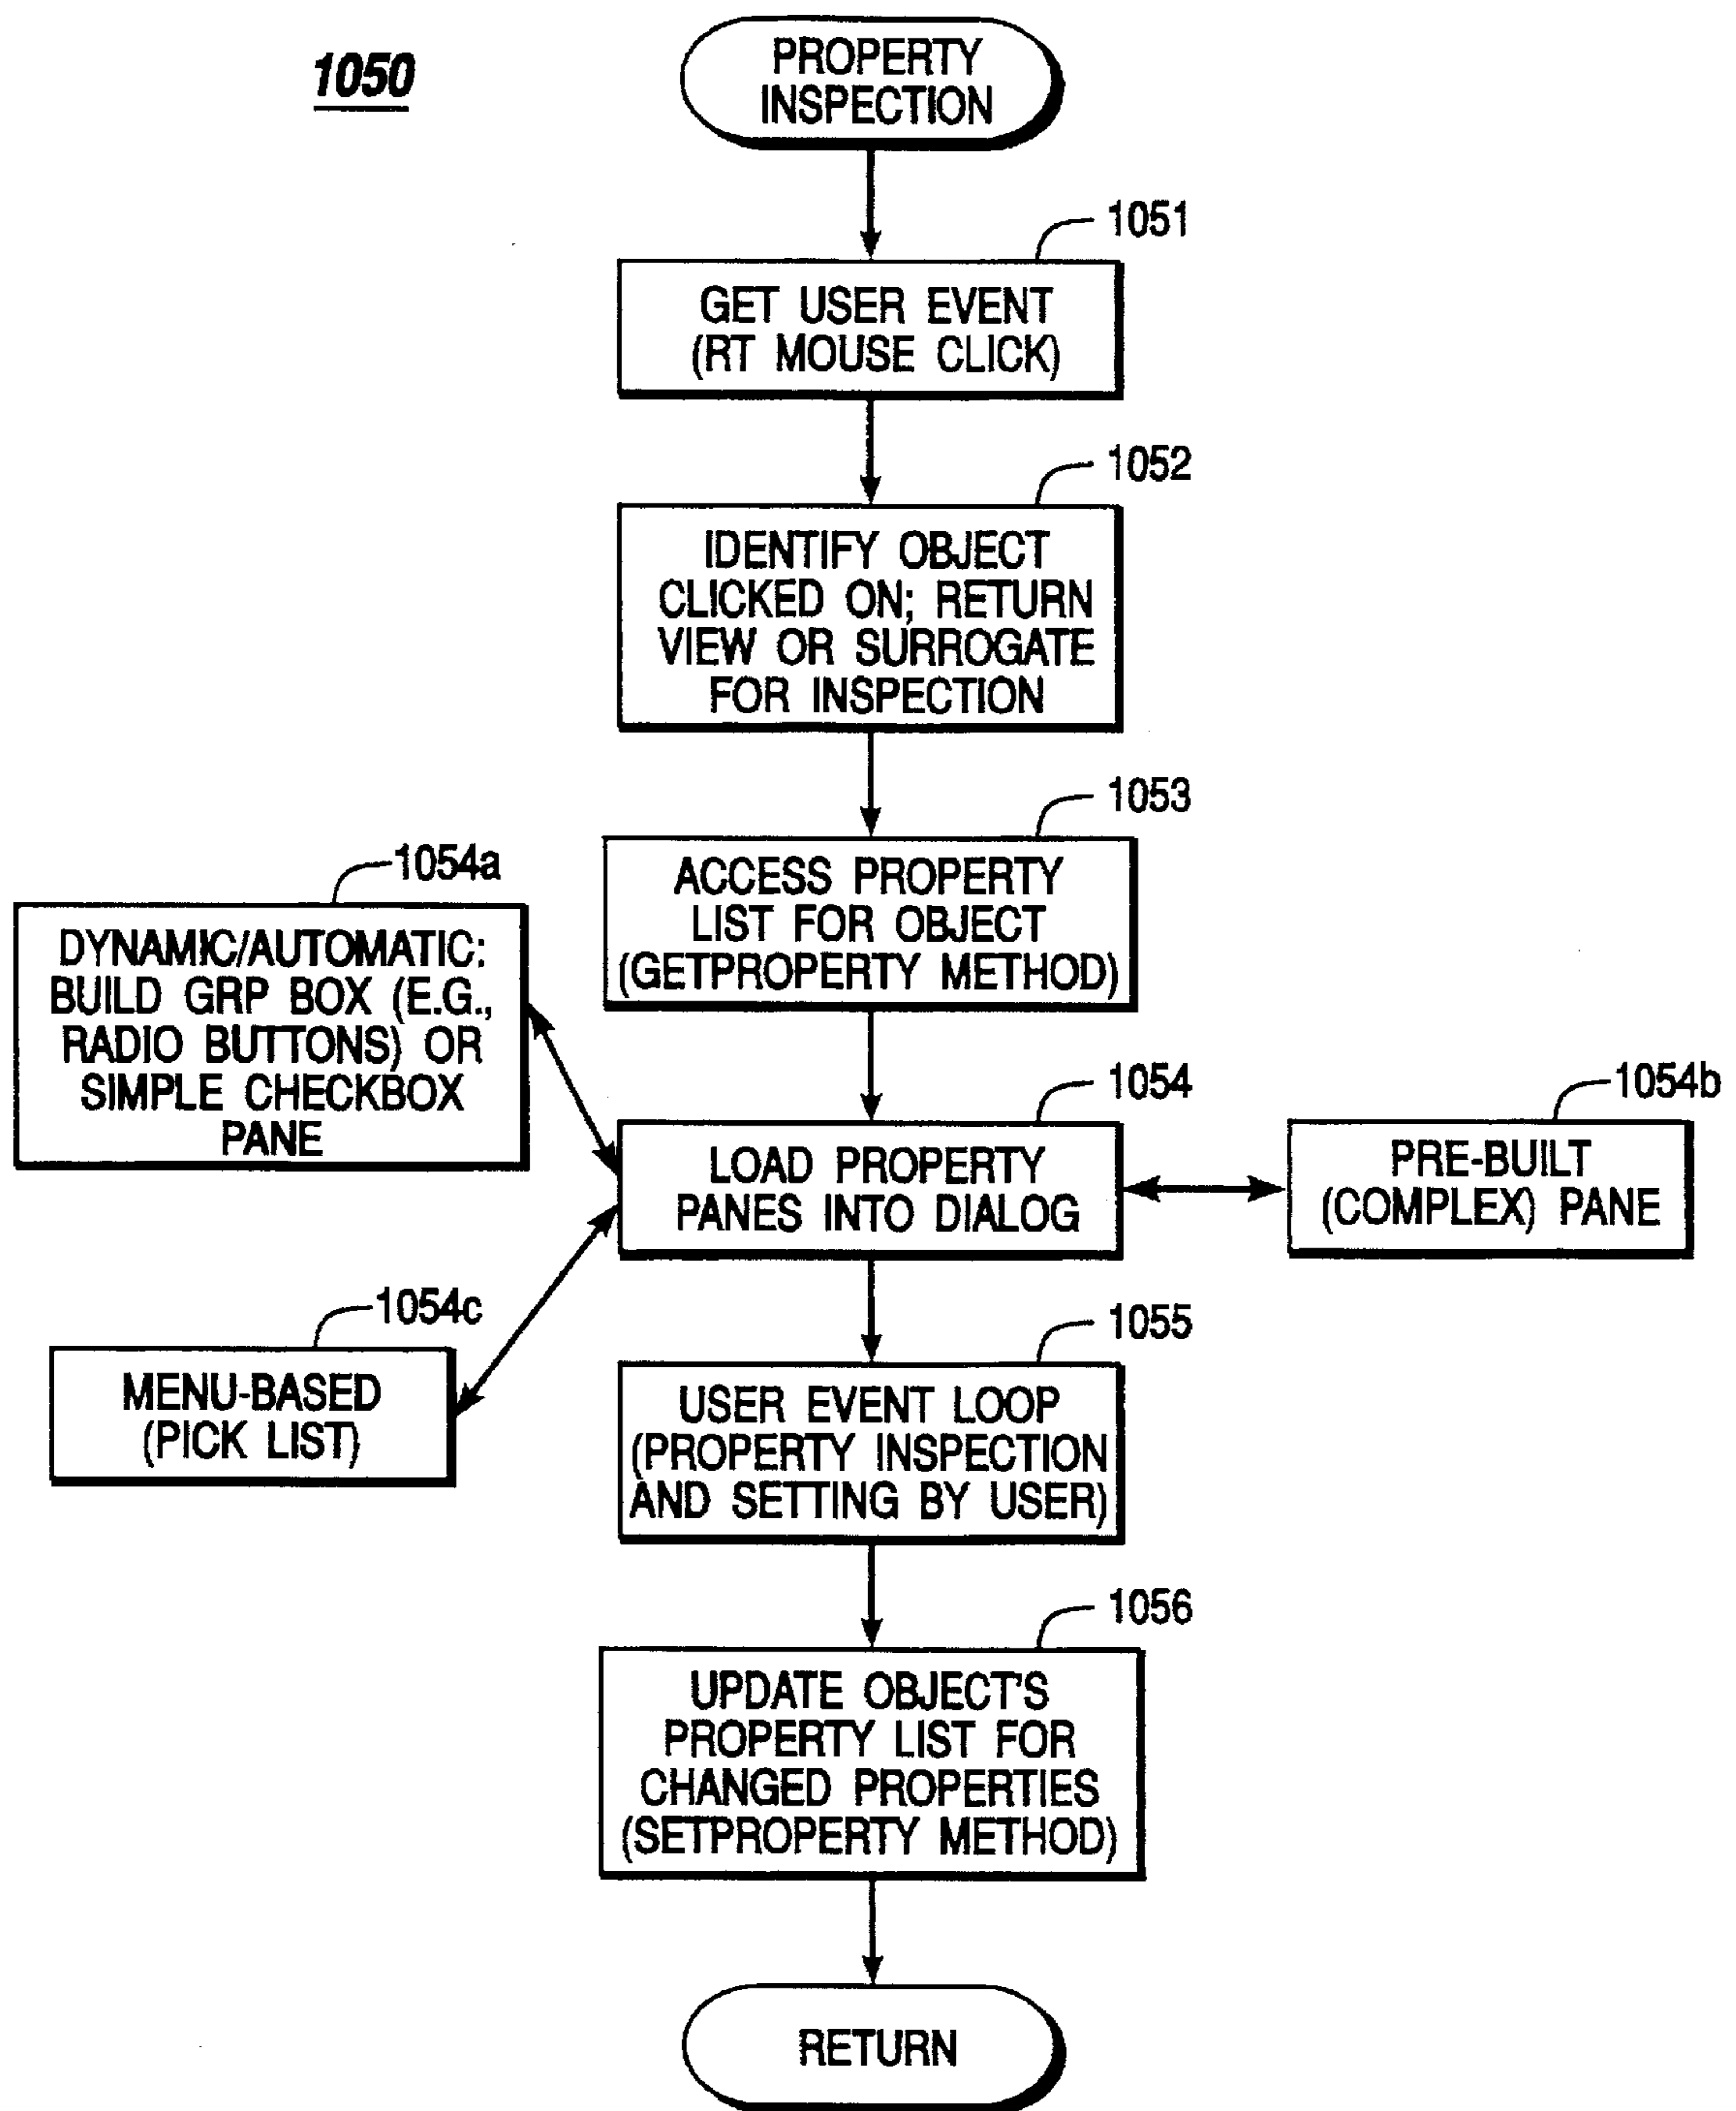 1050
PROPERTY
INSPECTION
1051
GET USER EVENT
(RT MOUSE CLICK)
1052
IDENTIFY OBJECT
CLICKED ON; RETURN
VIEW OR SURROGATE
FOR INSPECTION
1053
ACCESS PROPERTY
LIST FOR OBJECT
(GETPROPERTY METHOD)
1054a
DYNAMIC/AUTOMATIC:
BUILD GRP BOX (E.G.,
RADIO BUTTONS) OR
SIMPLE CHECKBOX
PANE
1054
LOAD PROPERTY
PANES INTO DIALOG
1054b
PRE-BUILT
(COMPLEX) PANE
1054c
MENU-BASED
(PICK LIST)
1055
USER EVENT LOOP
(PROPERTY INSPECTION
AND SETTING BY USER)
1056
UPDATE OBJECT'S
PROPERTY LIST FOR
CHANGED PROPERTIES
(SETPROPERTY METHOD)
RETURN